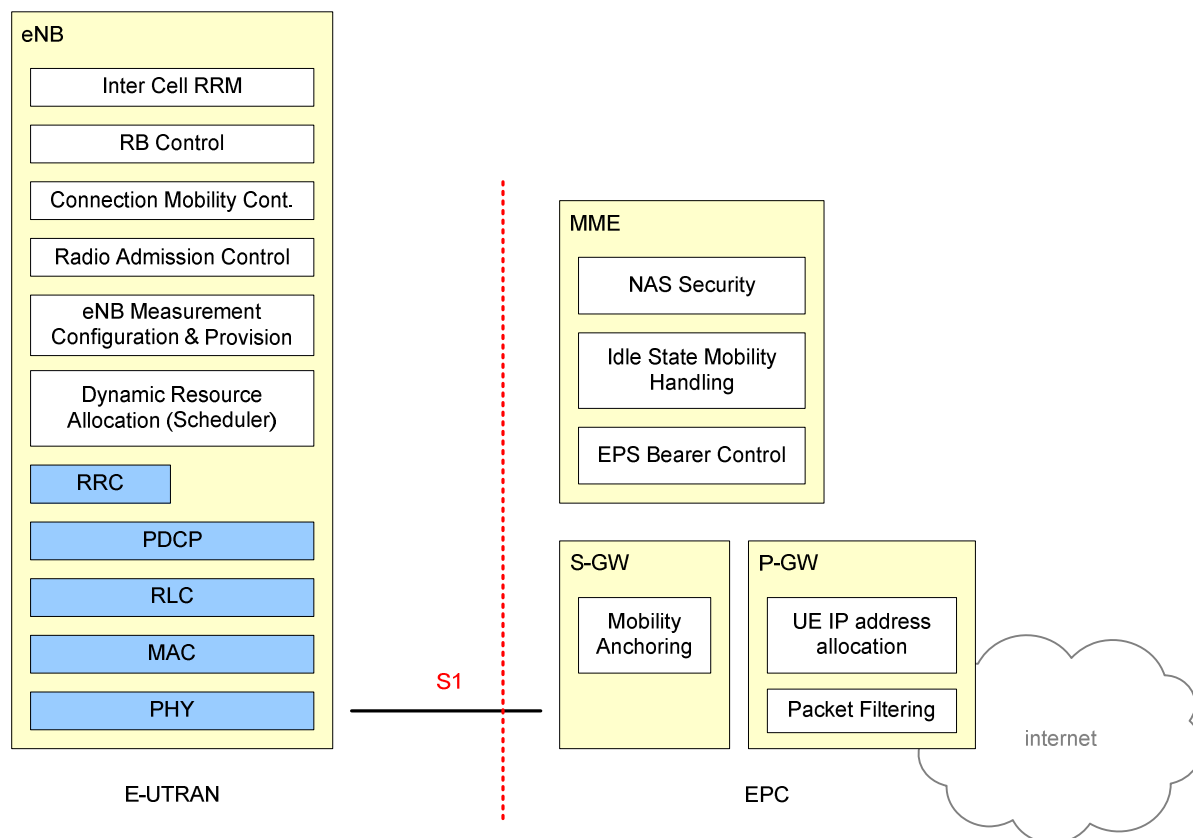 eNB
Inter Cell RRM
RB Control
Connection Mobility Cont.
Radio Admission Control
eNB Measurement
Configuration & Provision
Dynamic Resource
Allocation (Scheduler)
RRC
PDCP
RLC
MAC
PHY
S1
MME
NAS Security
Idle State Mobility
Handling
EPS Bearer Control
S-GW
Mobility
Anchoring
P-GW
UE IP address
allocation
Packet Filtering
internet
E-UTRAN
EPC